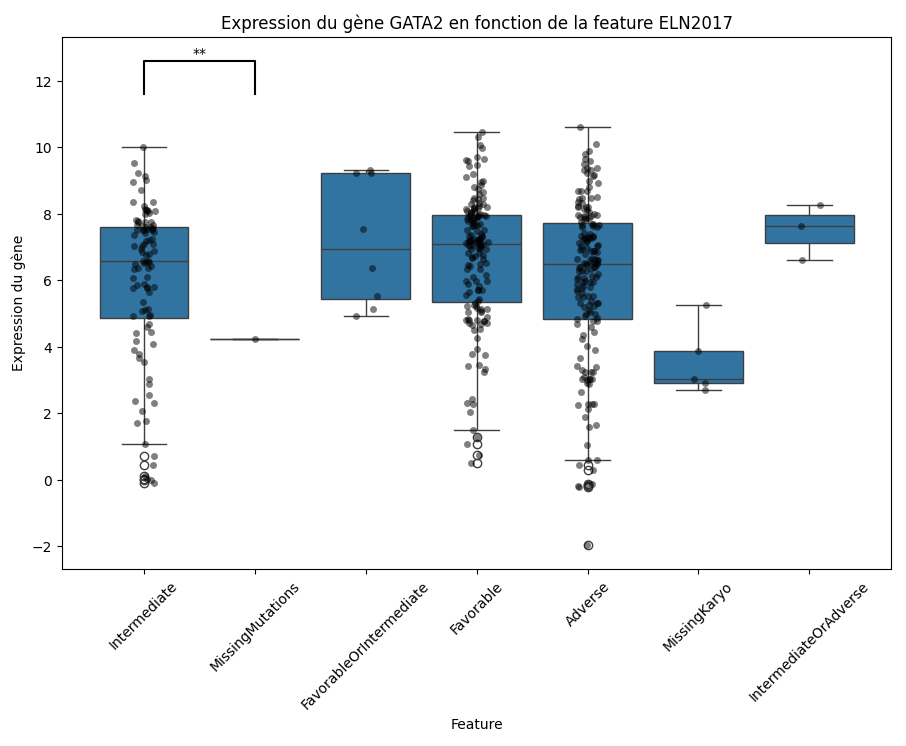 Expression du gène GATA2 en fonction de la feature ELN2017
**
12
10
8
6
4
2
0
−2
Expression du gène
Intermediate
MissingMutations
FavorableOrIntermediate
Favorable
Adverse
MissingKaryo
IntermediateOrAdverse
Feature